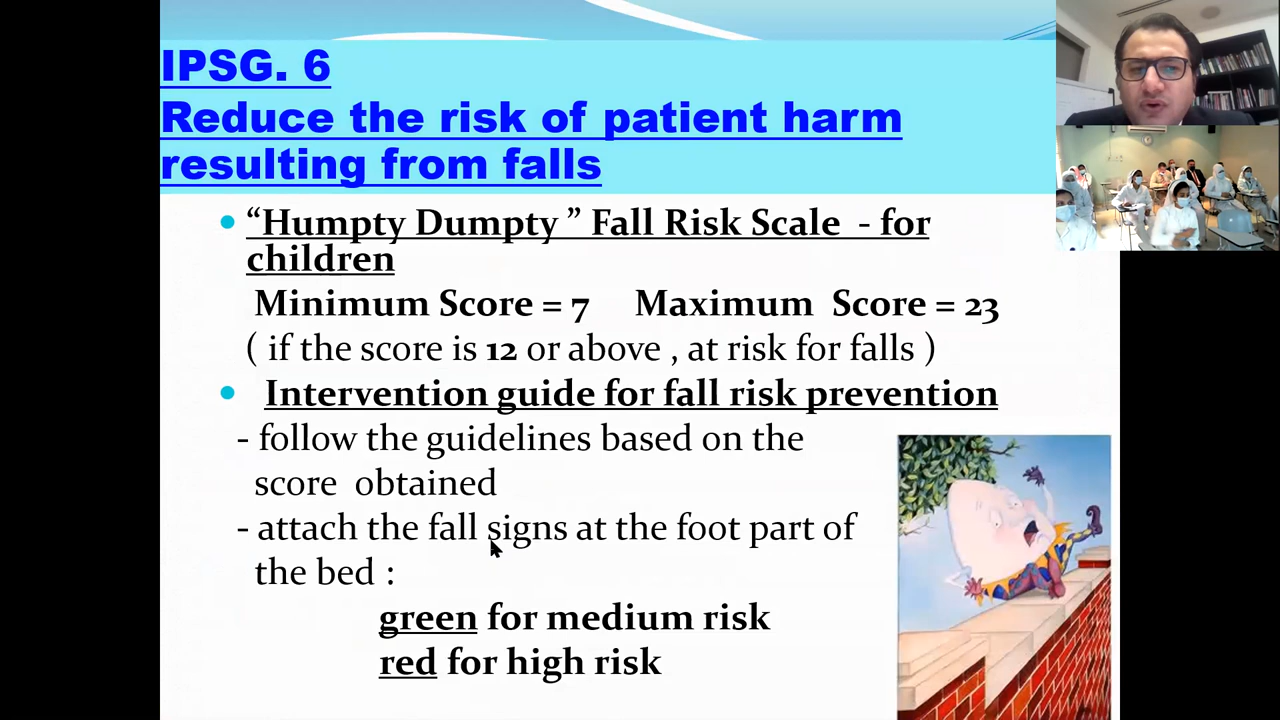 IPSG. 6
Reduce the risk of patient harm
resulting from falls
“Humpty Dumpty ” Fall Risk Scale - for
children
Minimum Score = 7 Maximum Score = 23
( if the score is 12 or above , at risk for falls )
Intervention guide for fall risk prevention
- follow the guidelines based on the
score obtained
- attach the fall signs at the foot part of
the bed :
green for medium risk
red for high risk